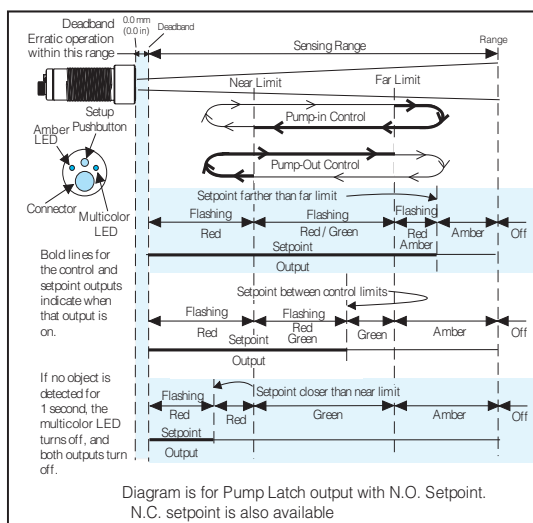 Deadband
Erratic operation
within this range
0.0 mm
(0.0 in)
Deadband
Sensing Range
Range
Near Limit
Far Limit
Pump-in Control
Pump-Out Control
Setup
Pushbutton
Amber
LED
Connector
Multicolor
LED
Setpoint farther than far limit
Flashing
Red
Flashing
Red / Green
Flashing
Red
Amber
Amber
Off
Setpoint
Output
Bold lines for
the control and
setpoint outputs
indicate when
that output is
on.
Setpoint between control limits
Flashing
Red
Flashing
Red
Green
Green
Amber
Off
Setpoint
Output
If no object is
detected for
1 second, the
multicolor LED
turns off, and
both outputs turn
off.
Setpoint closer than near limit
Flashing
Red
Red
Green
Amber
Off
Setpoint
Output
Diagram is for Pump Latch output with N.O. Setpoint.
N.C. setpoint is also available